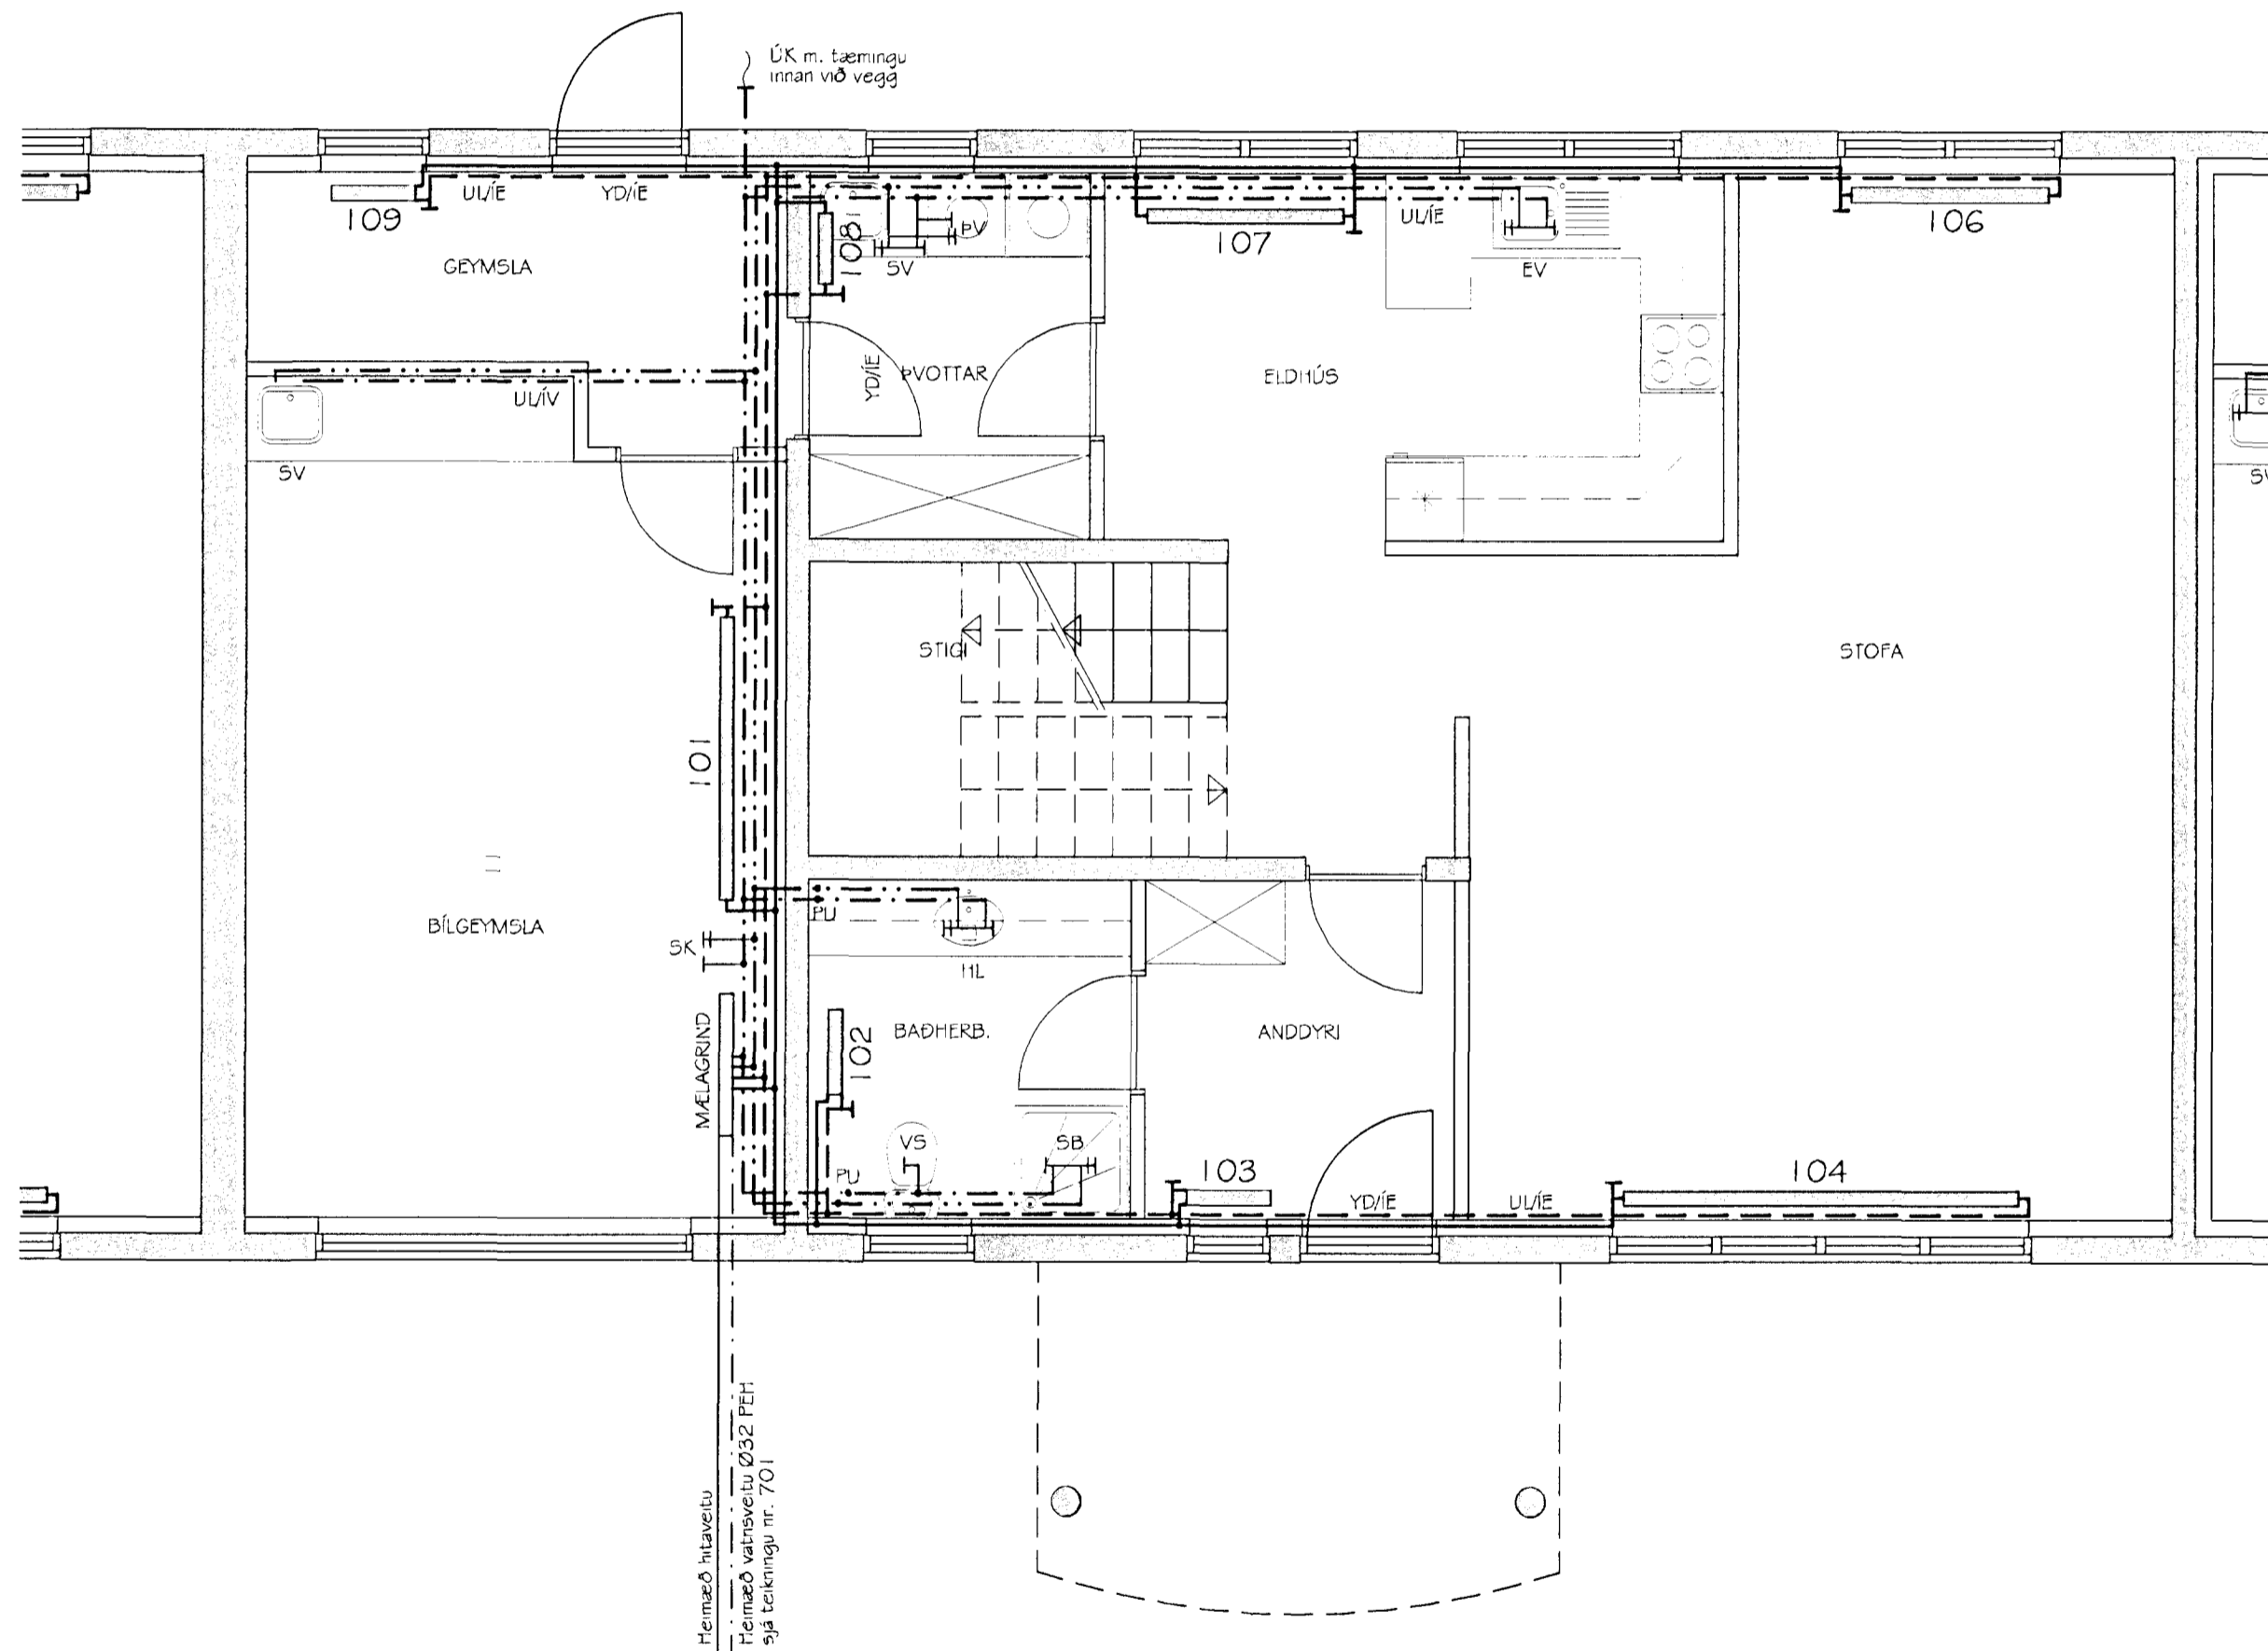 ÚK m. tæmingu
innan við vegg
109
UL/ÍE
YD/ÍE
108
ÞV
SV
107
UL/ÍE
EV
106
GEYMSLA
UL/ÍV
SV
YD/ÍE
ÞVOTTAR
ELDHÚS
SV
STIGI
STOFA
101
BÍLGEYMSLA
SK
PU
HL
MÆLAGRIND
102
BAÐHERB.
ANDDYRI
VS
SB
PU
103
YD/ÍE
UL/ÍE
104
Heimæð hitaveitu
Heimæð vatnsveitu Ø32 PEH
sjá teikningu nr. 701